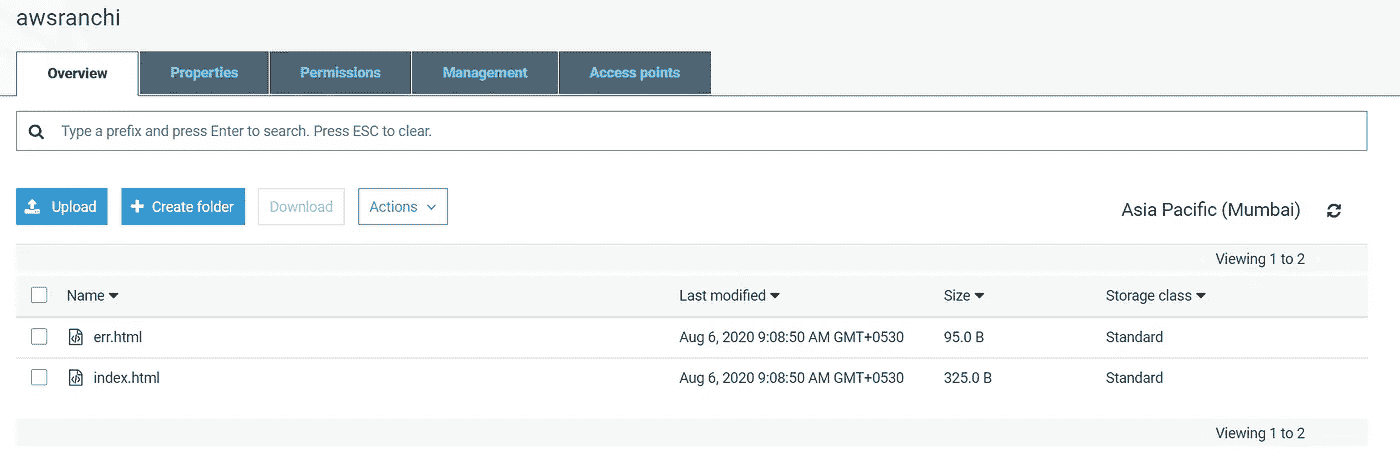 awsranchi
Overview Properties Permissions Management Access points
Type a prefix and press Enter to search. Press ESC to clear.
Upload Create folder Download Actions Asia Pacific (Mumbai)
Viewing 1 to 2
Name Last modified Size Storage class
err.html Aug 6, 2020 9:08:50 AM GMT+0530 95.0 B Standard
index.html Aug 6, 2020 9:08:50 AM GMT+0530 325.0 B Standard
Viewing 1 to 2